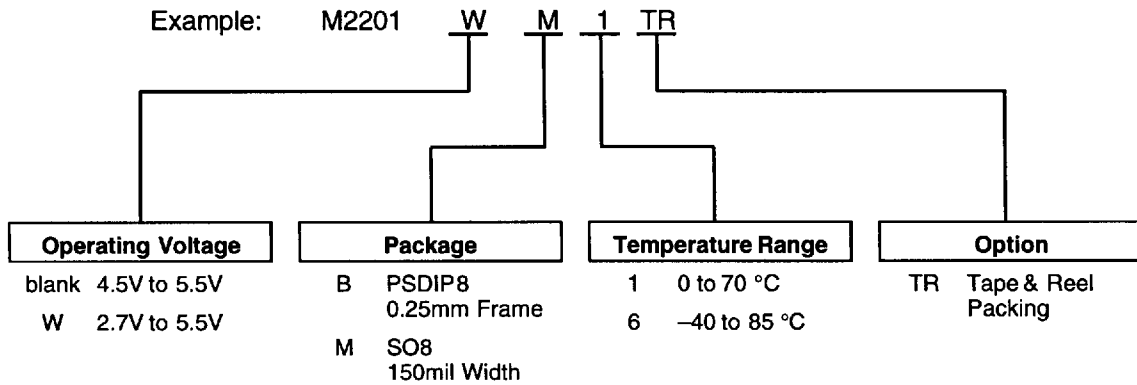 Example: M2201 W M 1 TR
Operating Voltage
blank 4.5V to 5.5V
W 2.7V to 5.5V
Package
B PSDIP8
0.25mm Frame
M SO8
150mil Width
Temperature Range
1 0 to 70 °C
6 –40 to 85 °C
Option
TR Tape & Reel
Packing